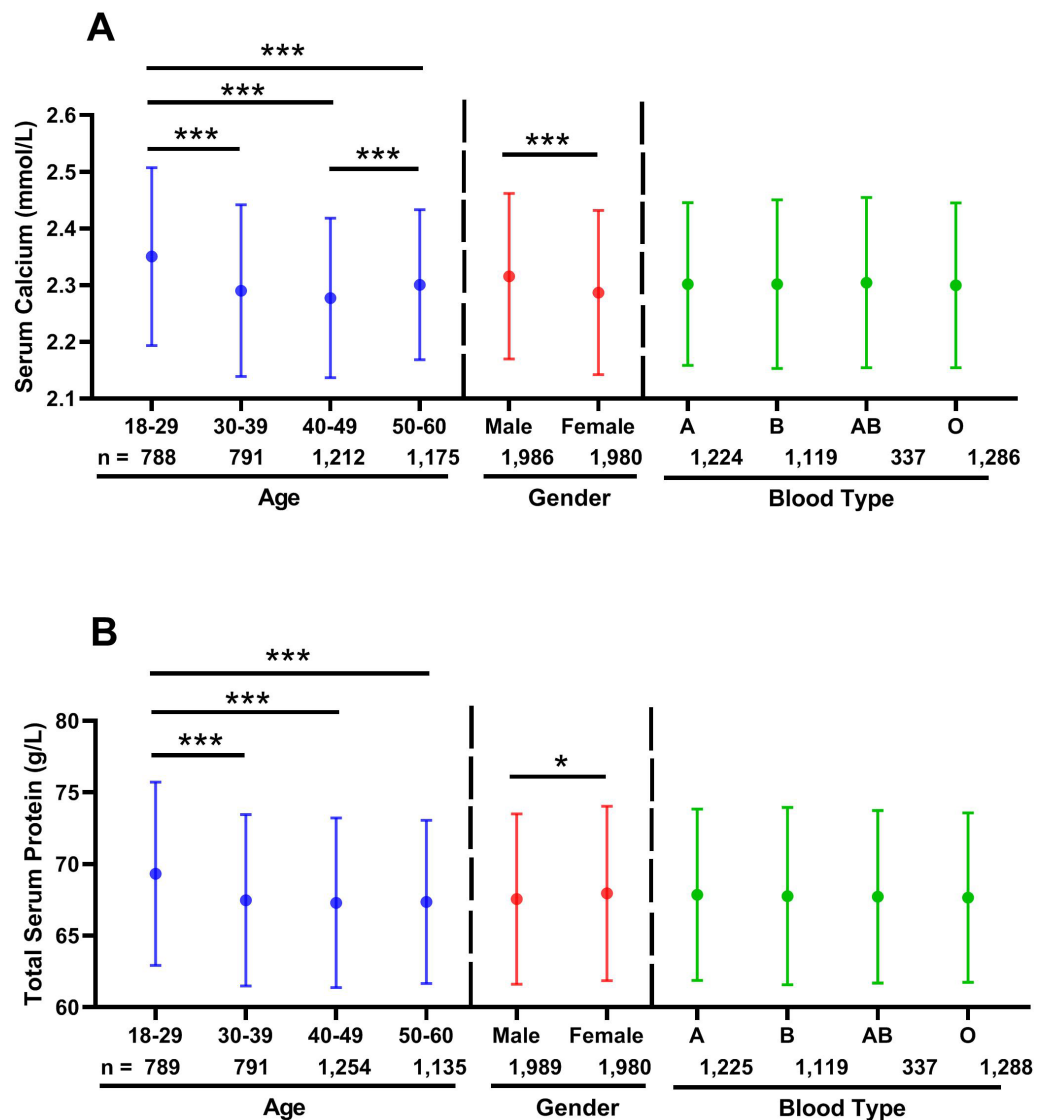 A
***
***
***
***
***
Serum Calcium (mmol/L)
2.6
2.5
2.4
2.3
2.2
2.1
18-29 30-39 40-49 50-60 Male Female A B AB O
n = 788 791 1,212 1,175 1,986 1,980 1,224 1,119 337 1,286
Age Gender Blood Type
B
***
***
***
*
Total Serum Protein (g/L)
80
75
70
65
60
18-29 30-39 40-49 50-60 Male Female A B AB O
n = 789 791 1,254 1,135 1,989 1,980 1,225 1,119 337 1,288
Age Gender Blood Type